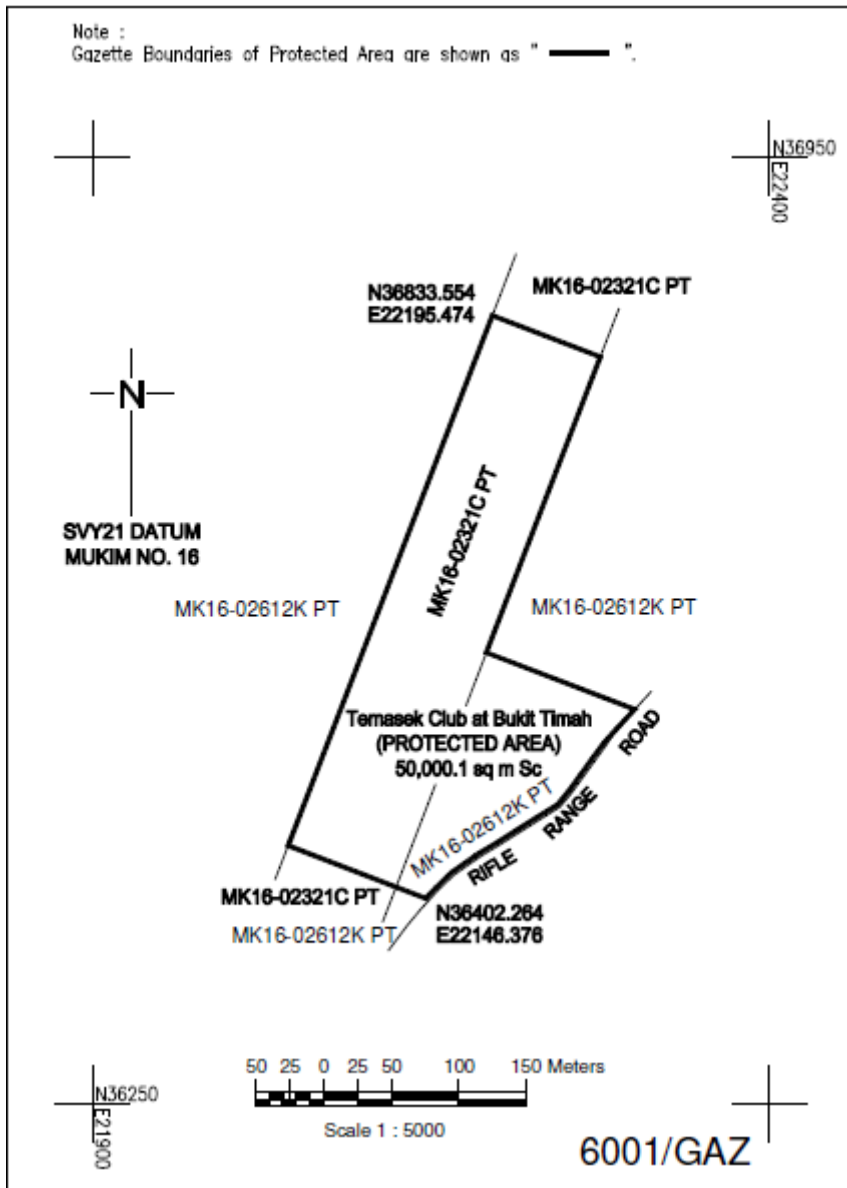 Note :
Gazette Boundaries of Protected Area are shown as " ".
N36950
E22400
N36833.554
E22195.474
MK16-02321C PT
N
SVY21 DATUM
MUKIM NO. 16
MK16-02321C PT
MK16-02612K PT
MK16-02612K PT
Temasek Club at Bukit Timah
(PROTECTED AREA)
50,000.1 sq m Sc
MK16-02612K PT
RIFLE RANGE ROAD
MK16-02321C PT
MK16-02612K PT
N36402.264
E22146.376
50 25 0 25 50 100 150 Meters
Scale 1 : 5000
N36250
E21900
6001/GAZ